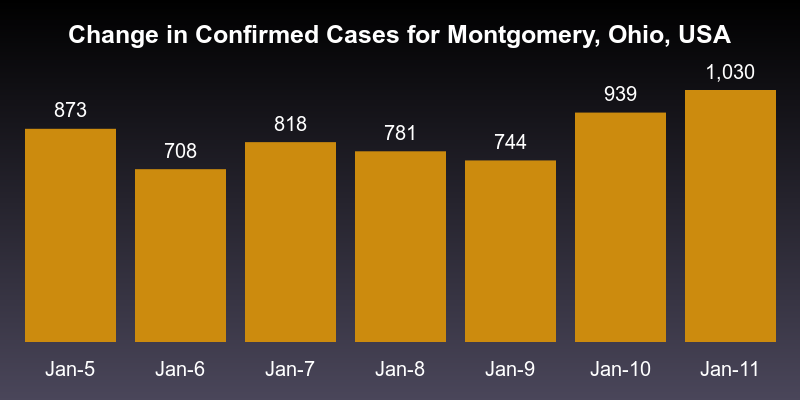 Change in Confirmed Cases for Montgomery, Ohio, USA
873
708
818
781
744
939
1,030
Jan-5
Jan-6
Jan-7
Jan-8
Jan-9
Jan-10
Jan-11